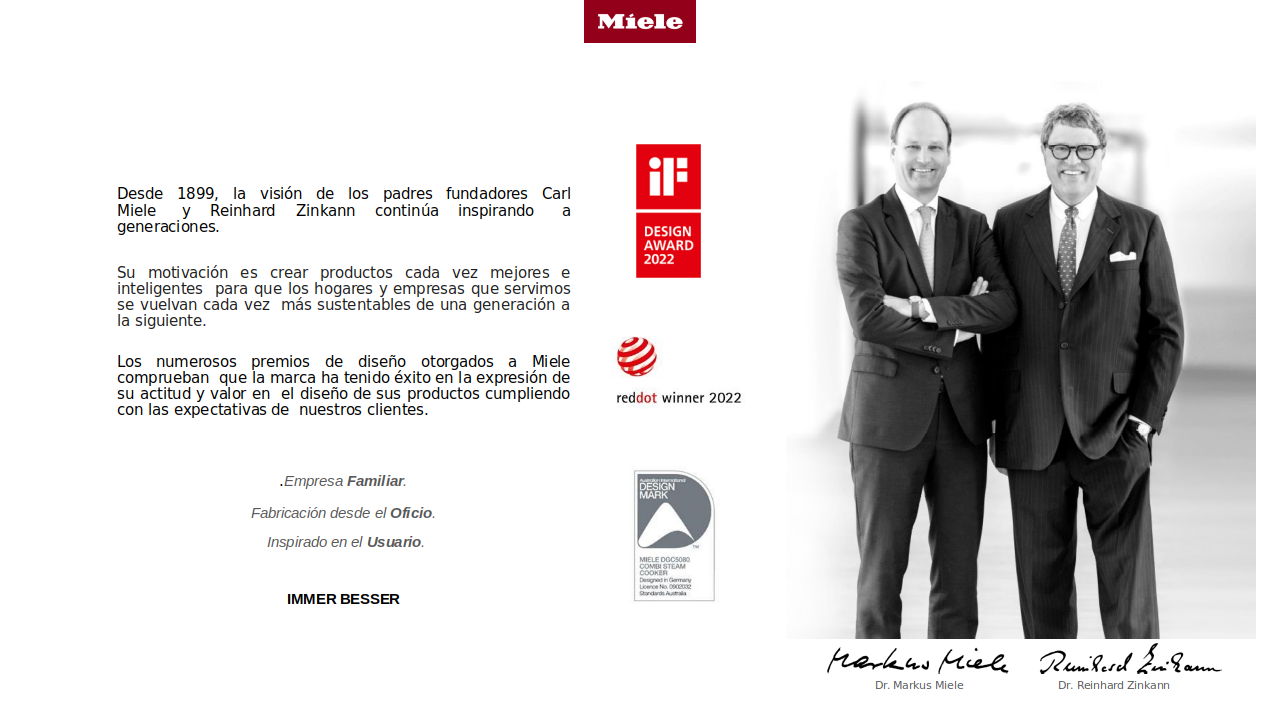 Miele
Desde 1899, la visión de los padres fundadores Carl
Miele y Reinhard Zinkann continúa inspirando a
generaciones.
Su motivación es crear productos cada vez mejores e
inteligentes para que los hogares y empresas que servimos
se vuelvan cada vez más sustentables de una generación a
la siguiente.
Los numerosos premios de diseño otorgados a Miele
comprueban que la marca ha tenido éxito en la expresión de
su actitud y valor en el diseño de sus productos cumpliendo
con las expectativas de nuestros clientes.
.Empresa Familiar.
Fabricación desde el Oficio.
Inspirado en el Usuario.
IMMER BESSER
iF
DESIGN
AWARD
2022
reddot winner 2022
Australian International
DESIGN
MARK
TM
MIELE DGC5080
COMBI STEAM
COOKER
Designed in Germany
Licence No. 0902032
Standards Australia
Markus Miele
Reinhard Zinkann
Dr. Markus Miele
Dr. Reinhard Zinkann